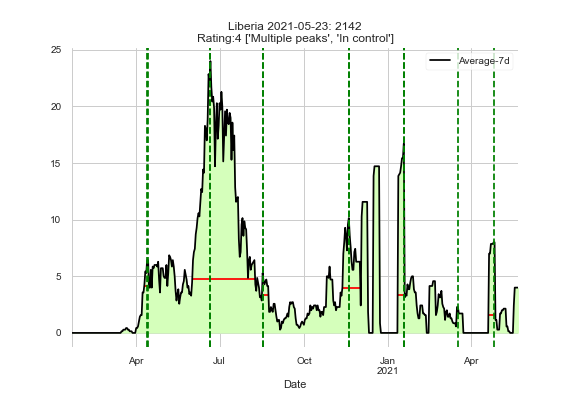 Liberia 2021-05-23: 2142
Rating:4 ['Multiple peaks', 'In control']
Average-7d
25
20
15
10
5
0
Apr
Jul
Oct
Jan
2021
Apr
Date